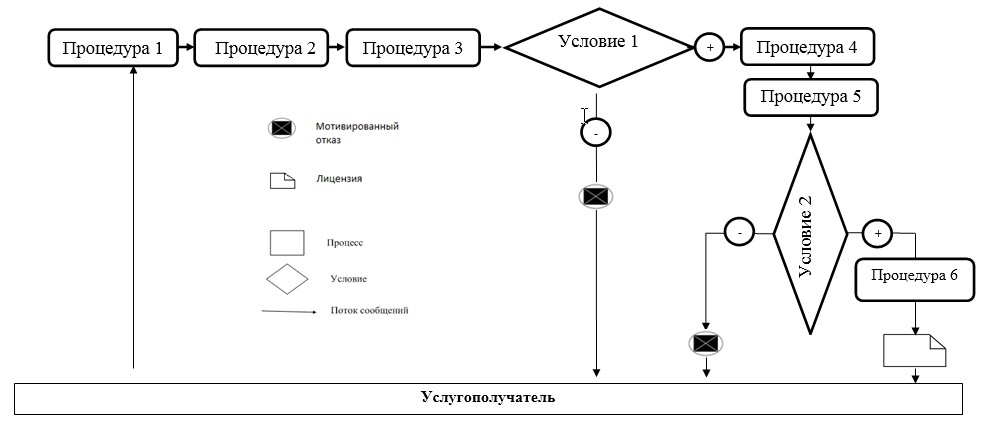 Процедура 1
Процедура 2
Процедура 3
Условие 1
+
Процедура 4
Процедура 5
-
Мотивированный
отказ
Лицензия
Процесс
Условие
Поток сообщений
Условие 2
-
+
Процедура 6
Услугополучатель